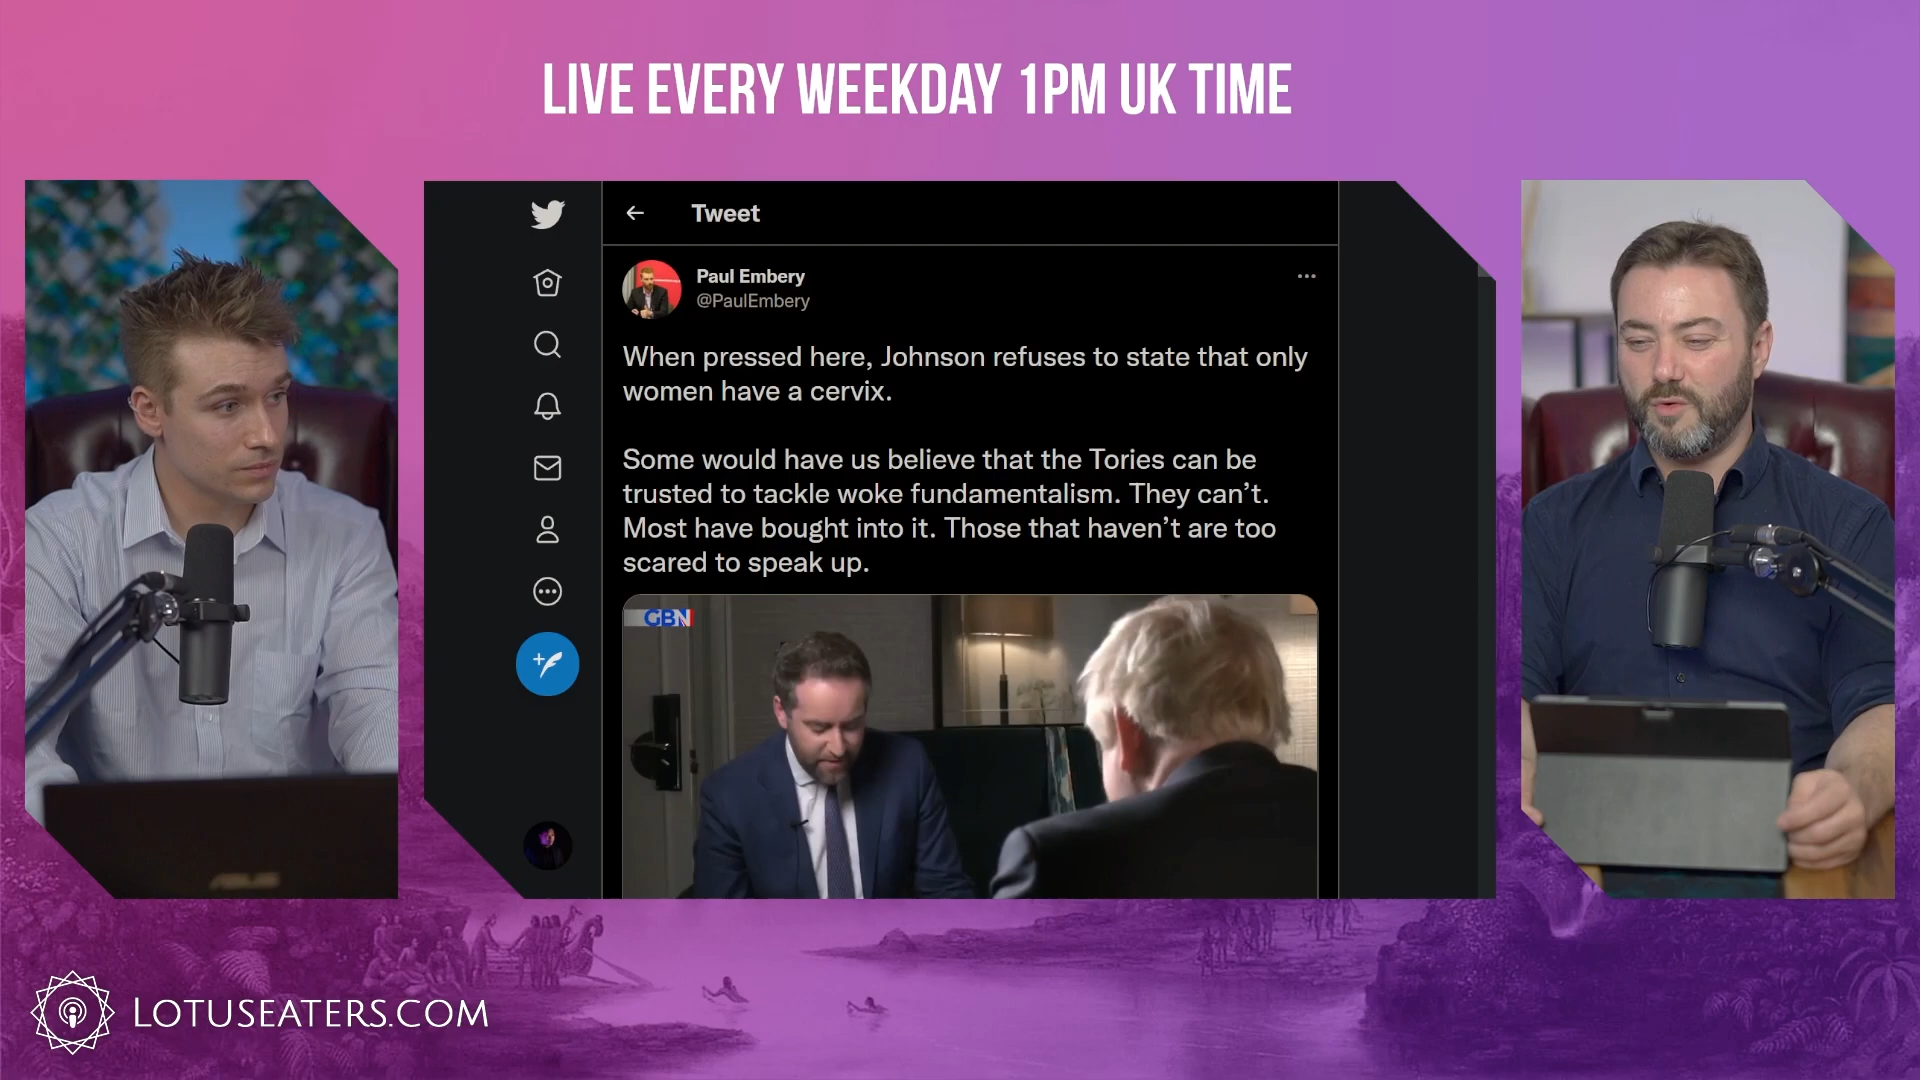 LIVE EVERY WEEKDAY 1PM UK TIME
Tweet
Paul Embery
@PaulEmbery
When pressed here, Johnson refuses to state that only
women have a cervix.
Some would have us believe that the Tories can be
trusted to tackle woke fundamentalism. They can’t.
Most have bought into it. Those that haven’t are too
scared to speak up.
GBN
ASUS
LOTUSEATERS.COM